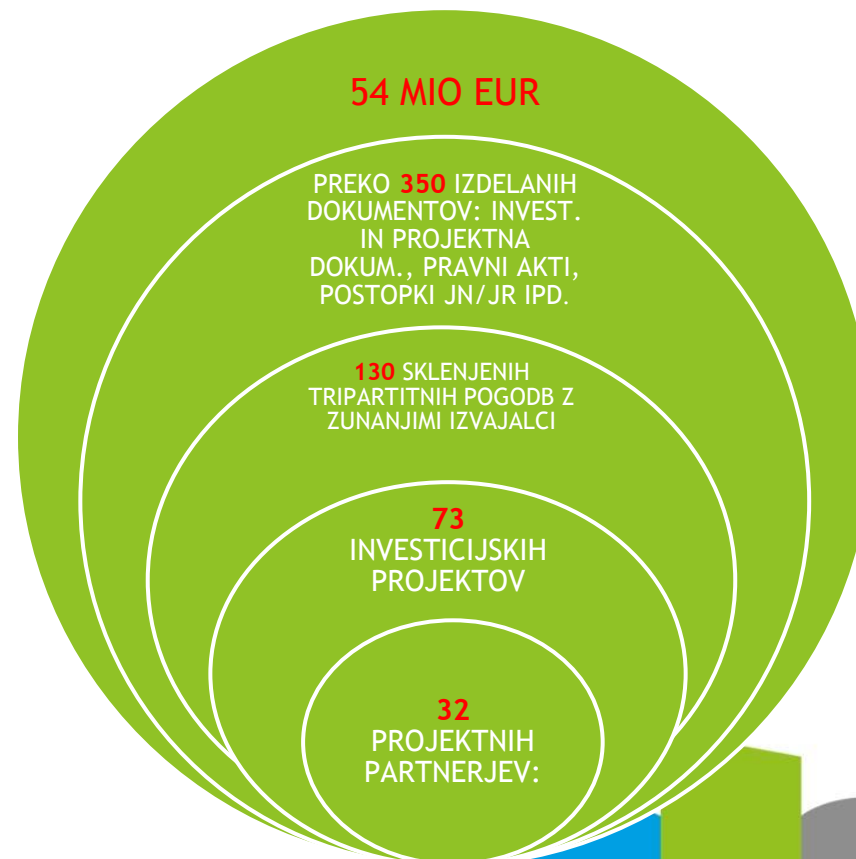 54 MIO EUR
PREKO 350 IZDELANIH
DOKUMENTOV: INVEST.
IN PROJEKTNA
DOKUM., PRAVNI AKTI,
POSTOPKI JN/JR IPD.
130 SKLENJENIH
TRIPARTITNIH POGODB Z
ZUNANJIMI IZVAJALCI
73
INVESTICIJSKIH
PROJEKTOV
32
PROJEKTNIH
PARTNERJEV: